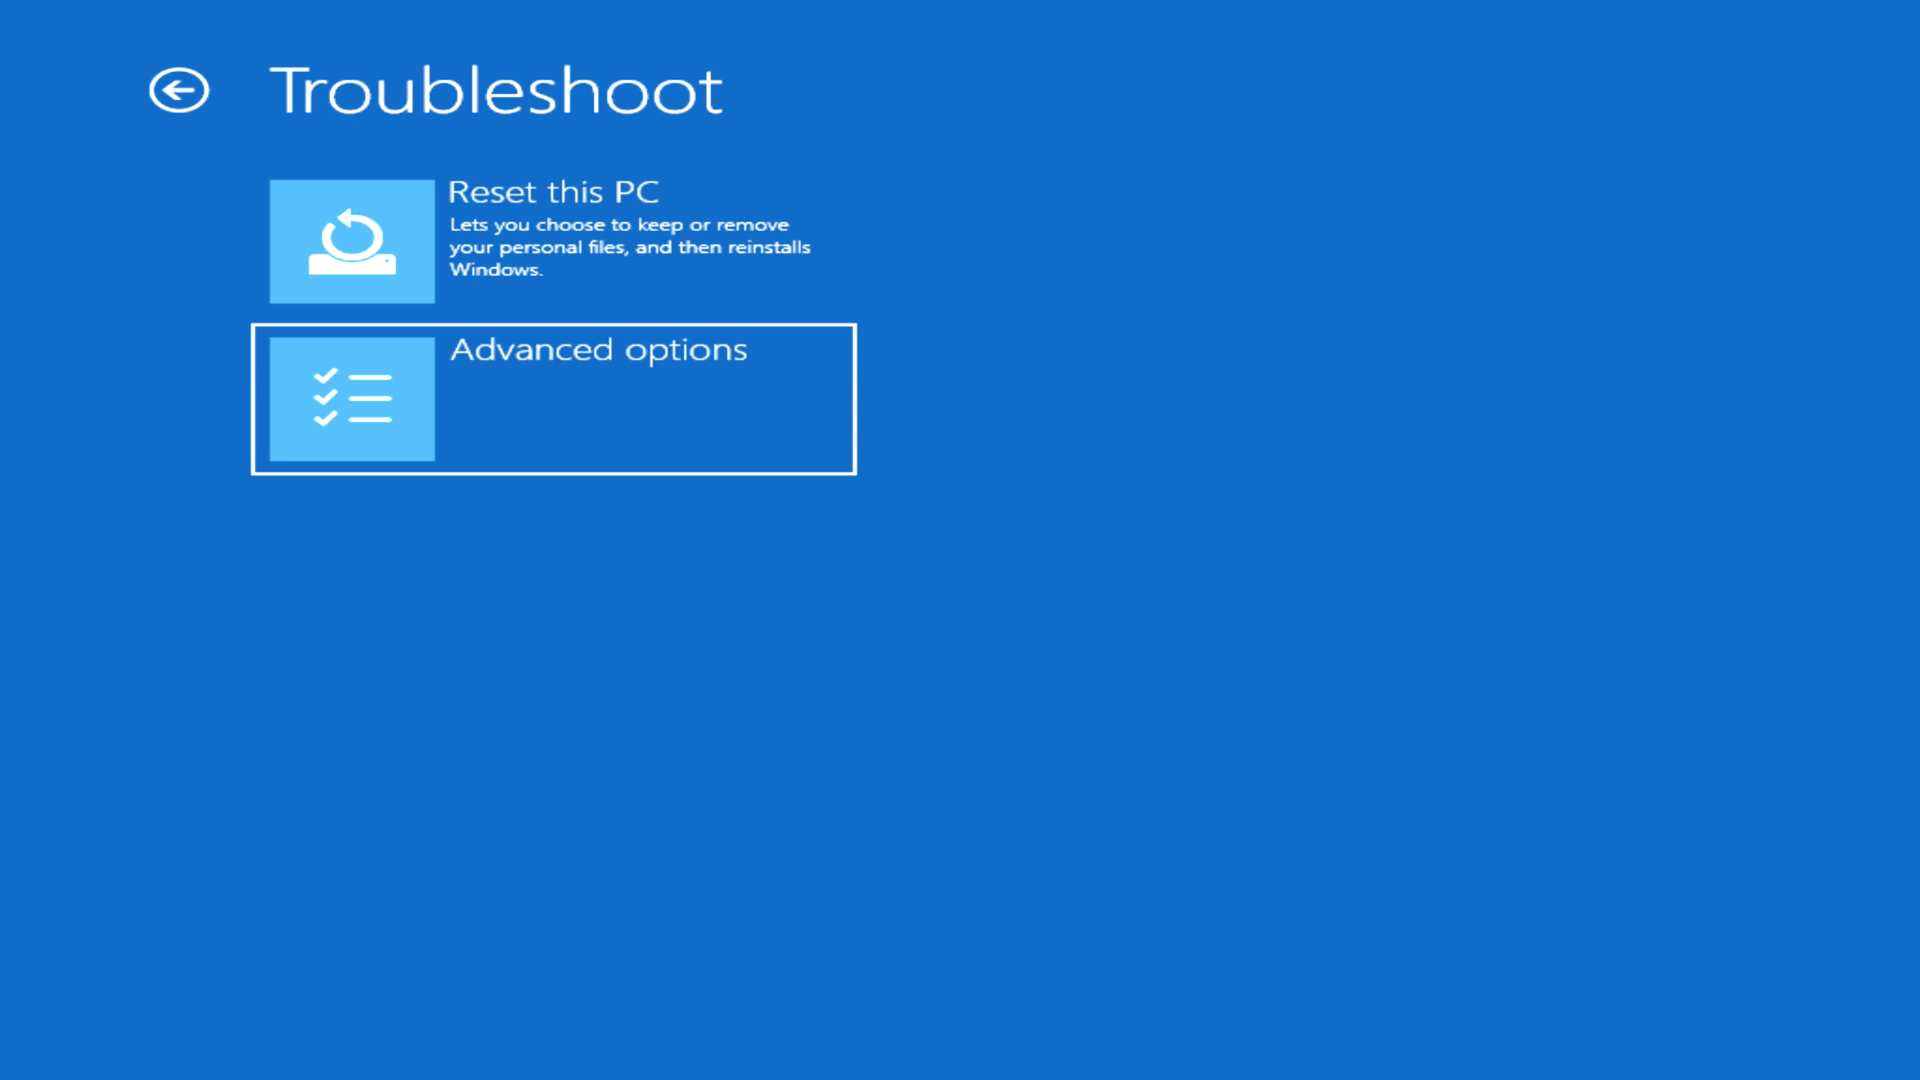 Troubleshoot
Reset this PC
Lets you choose to keep or remove
your personal files, and then reinstalls
Windows.
Advanced options